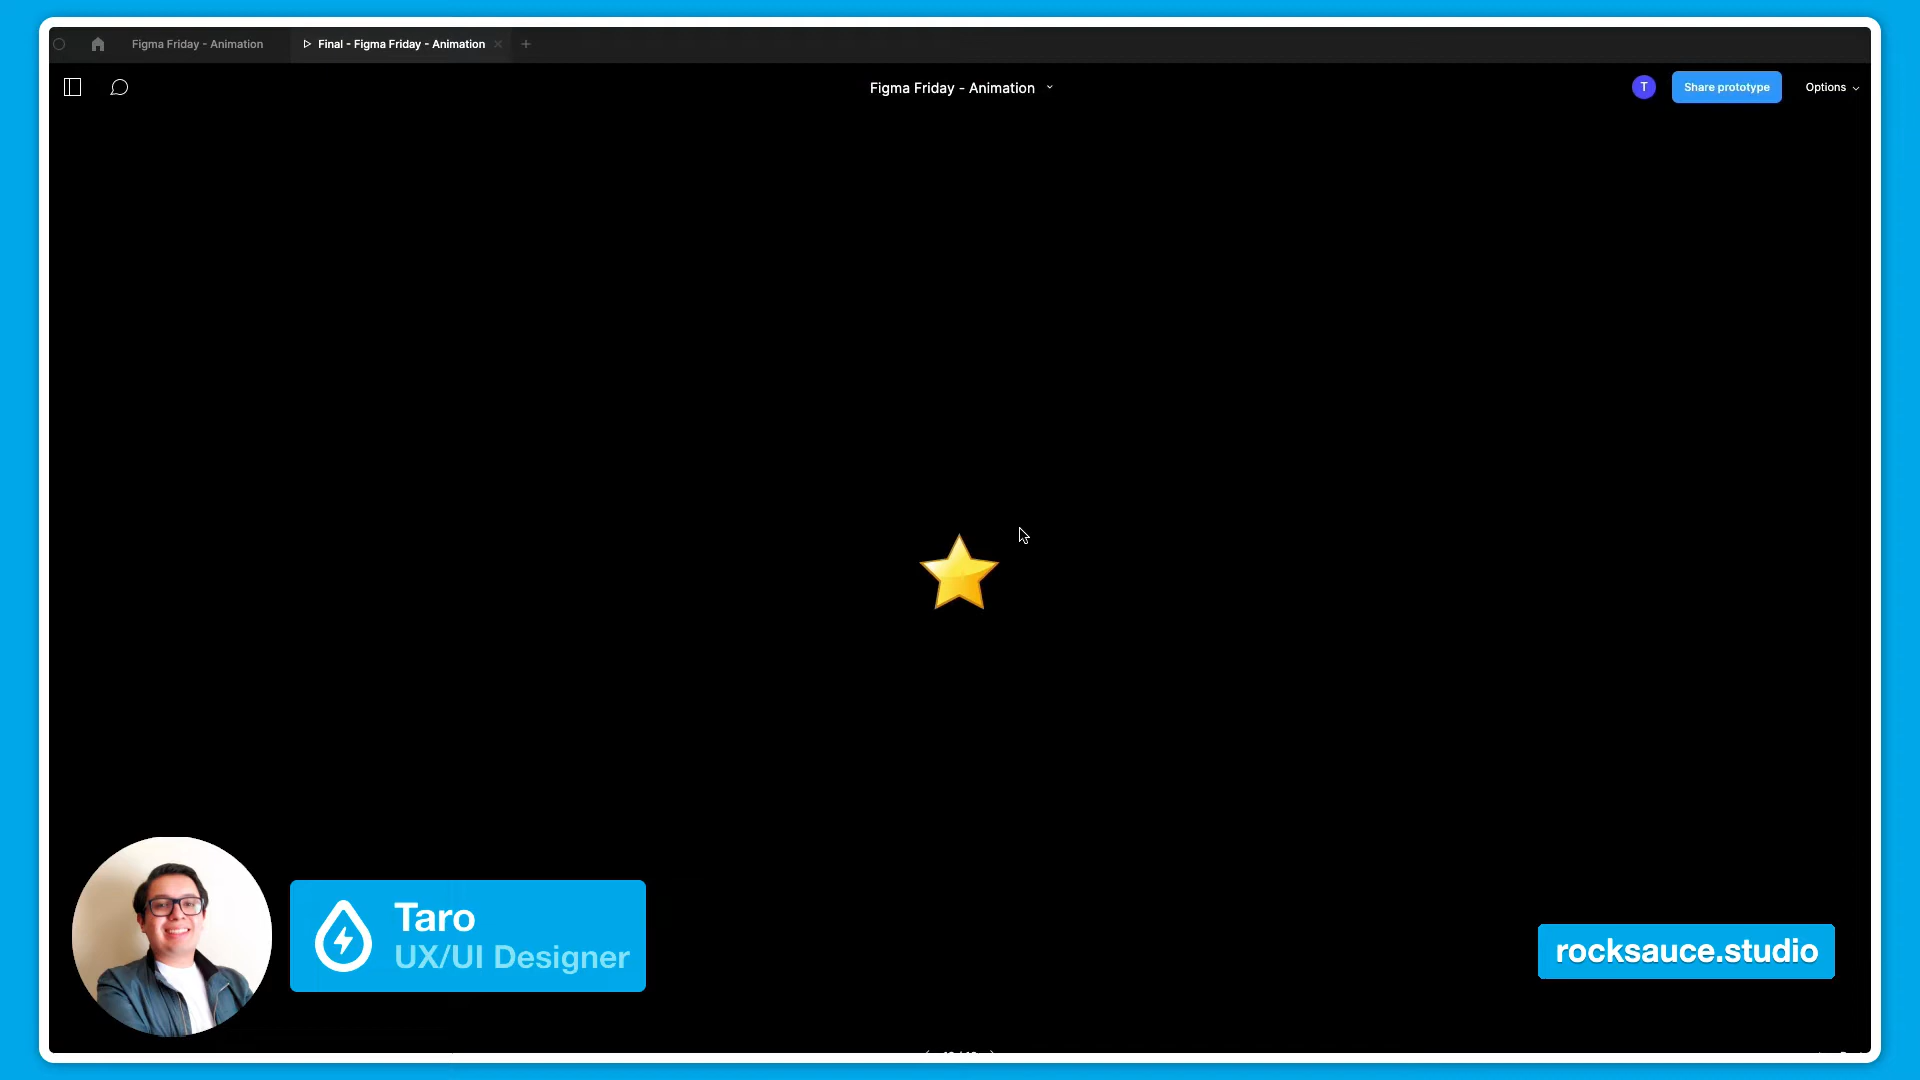 Figma Friday - Animation
Final - Figma Friday - Animation
Figma Friday - Animation
T
Share prototype
Options
Taro
UX/UI Designer
rocksauce.studio